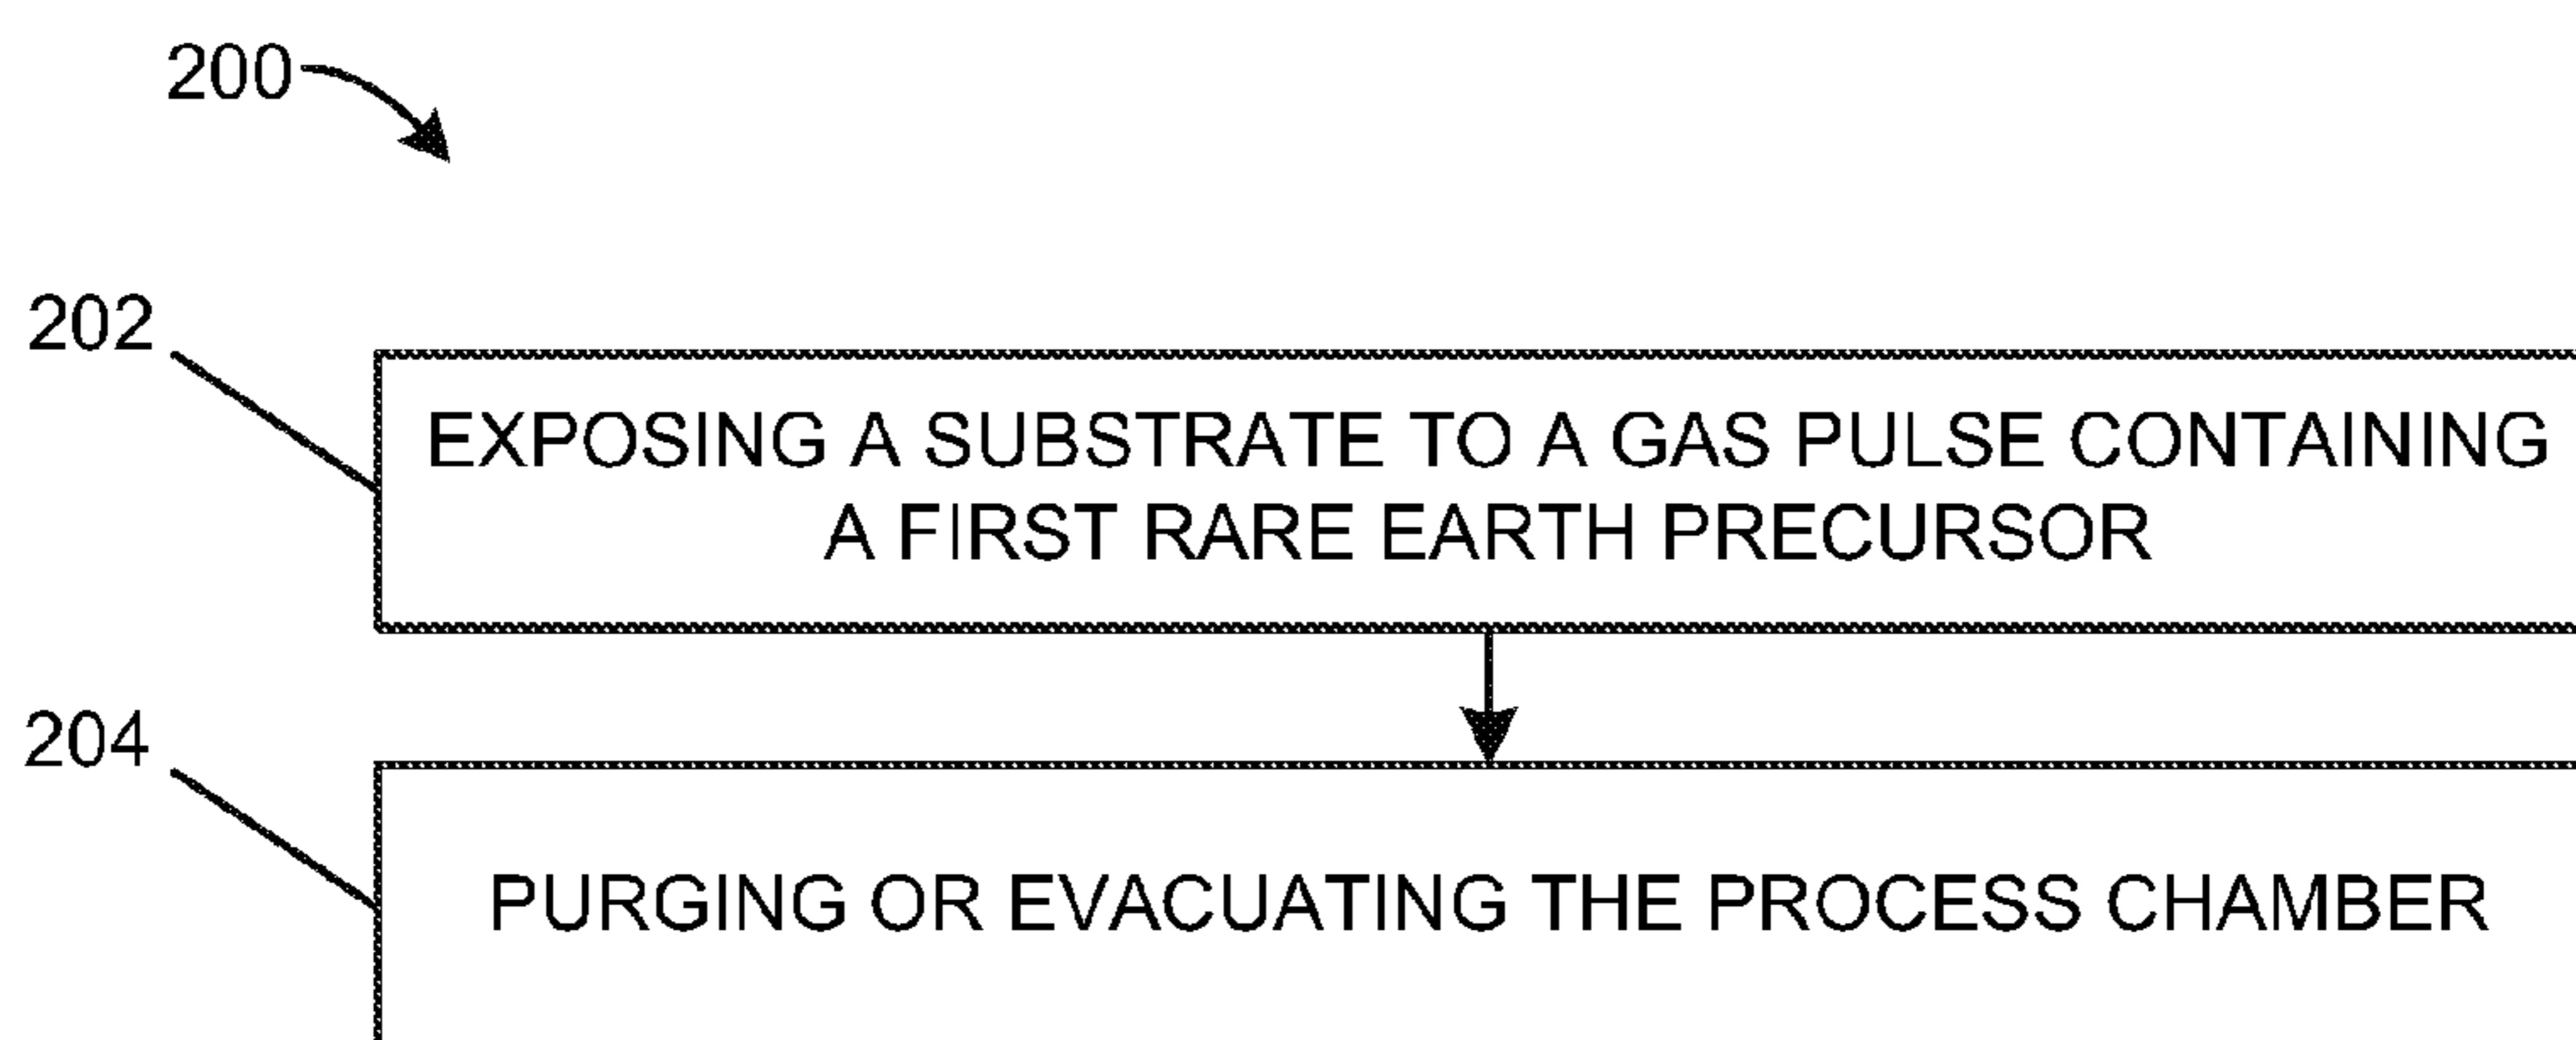 200
202
EXPOSING A SUBSTRATE TO A GAS PULSE CONTAINING
A FIRST RARE EARTH PRECURSOR
204
PURGING OR EVACUATING THE PROCESS CHAMBER